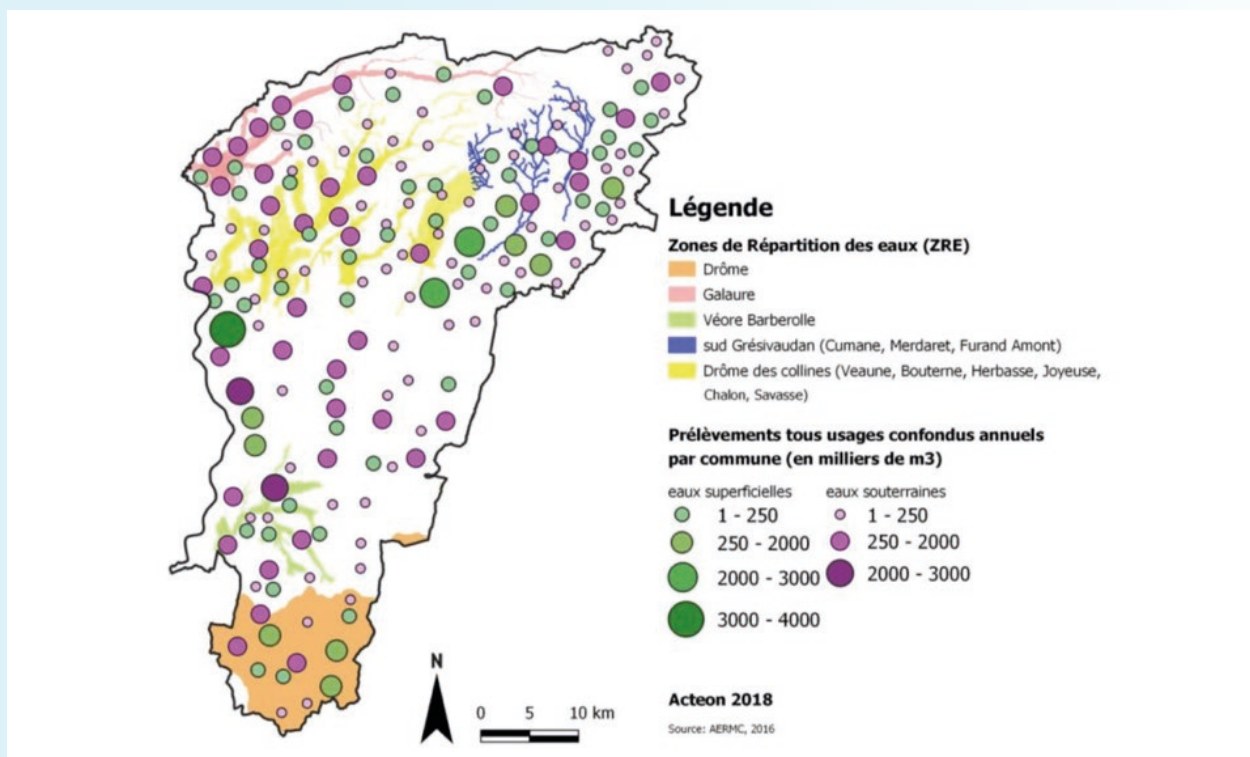 Légende
Zones de Répartition des eaux (ZRE)
Drôme
Galaure
Véore Barberolle
sud Grésivaudan (Cumane, Merdaret, Furand Amont)
Drôme des collines (Veaune, Bouterne, Herbasse, Joyeuse,
Chalon, Savasse)
Prélèvements tous usages confondus annuels
par commune (en milliers de m3)
eaux superficielles eaux souterraines
1 - 250 1 - 250
250 - 2000 250 - 2000
2000 - 3000 2000 - 3000
3000 - 4000
N
0 5 10 km
Acteon 2018
Source: AERMC, 2016